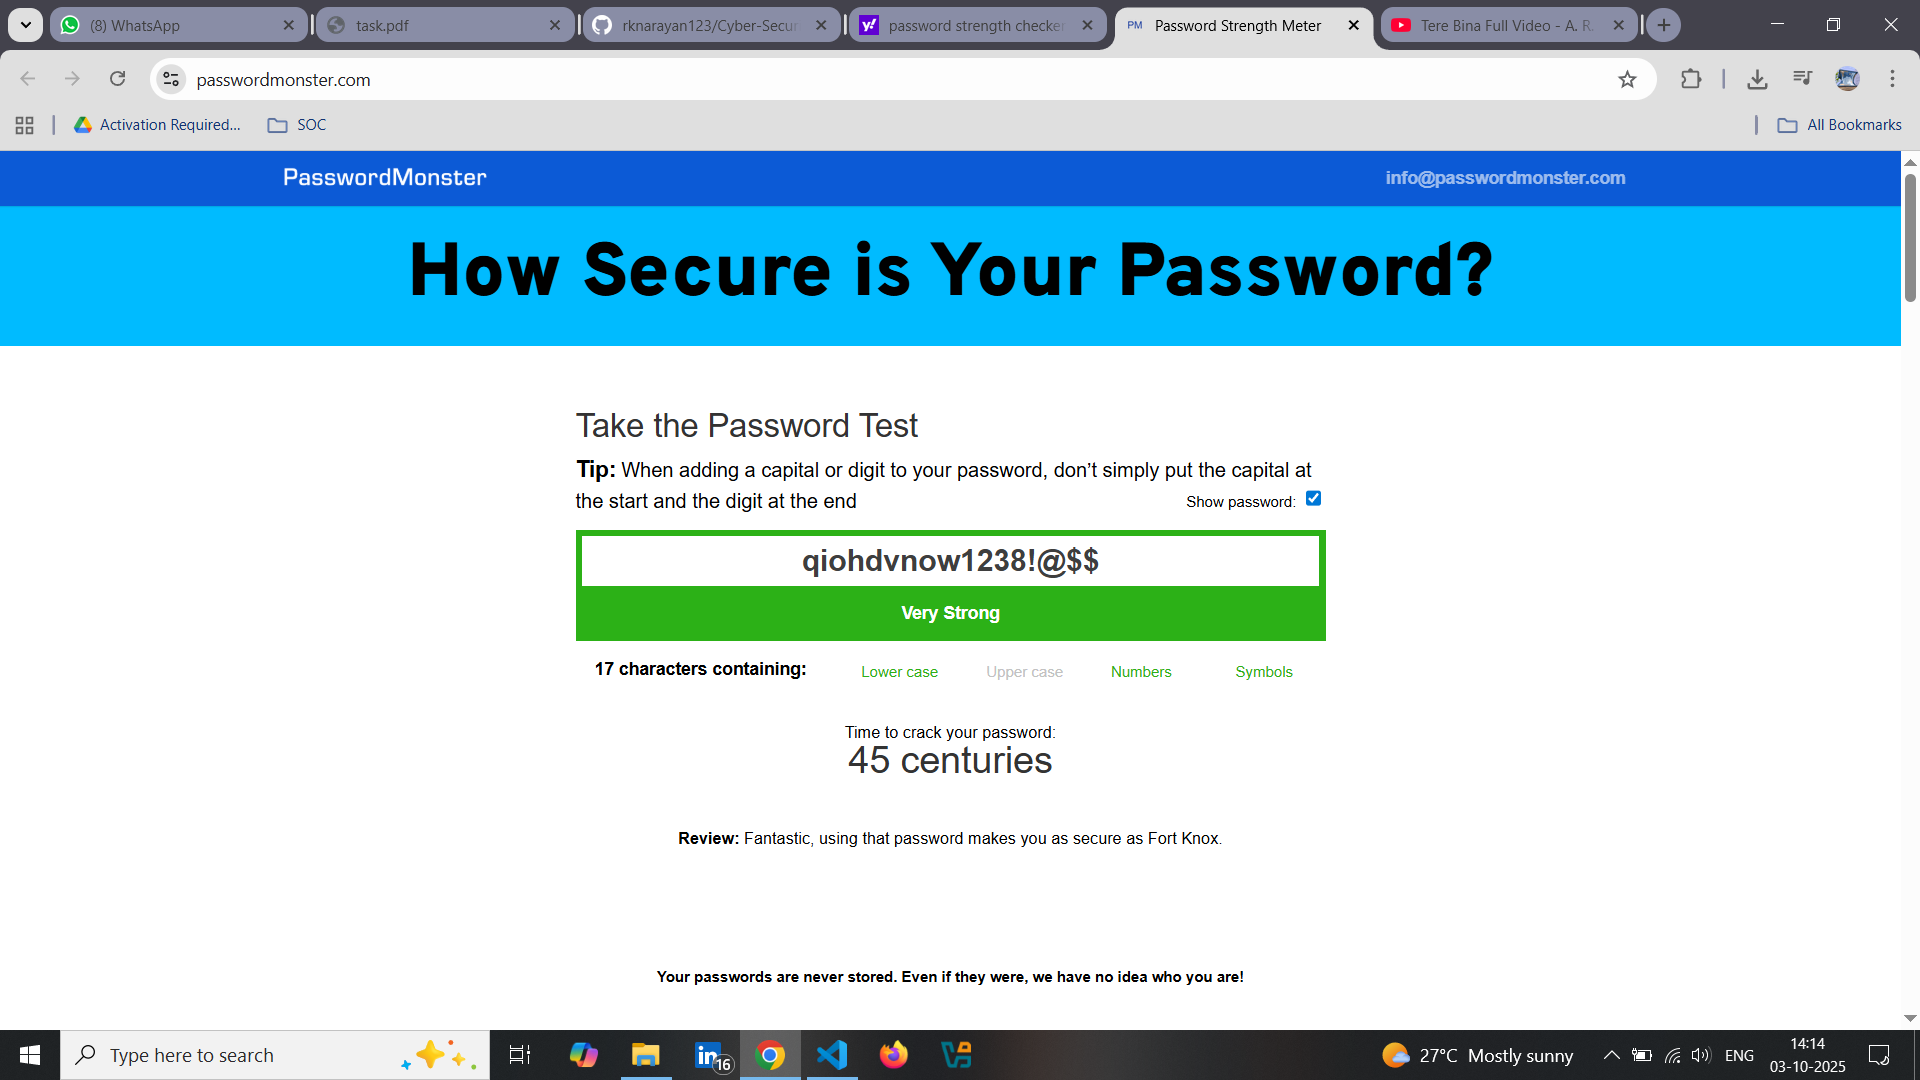 (8) WhatsApp
task.pdf
rknarayan123/Cyber-Secur
password strength checker
PM Password Strength Meter
Tere Bina Full Video - A. R.
passwordmonster.com
Activation Required...
SOC
All Bookmarks
PasswordMonster
info@passwordmonster.com
How Secure is Your Password?
Take the Password Test
Tip: When adding a capital or digit to your password, don’t simply put the capital at
the start and the digit at the end
Show password:
qiohdvnow1238!@$$
Very Strong
17 characters containing:
Lower case
Upper case
Numbers
Symbols
Time to crack your password:
45 centuries
Review: Fantastic, using that password makes you as secure as Fort Knox.
Your passwords are never stored. Even if they were, we have no idea who you are!
Type here to search
16
27°C Mostly sunny
ENG
14:14
03-10-2025